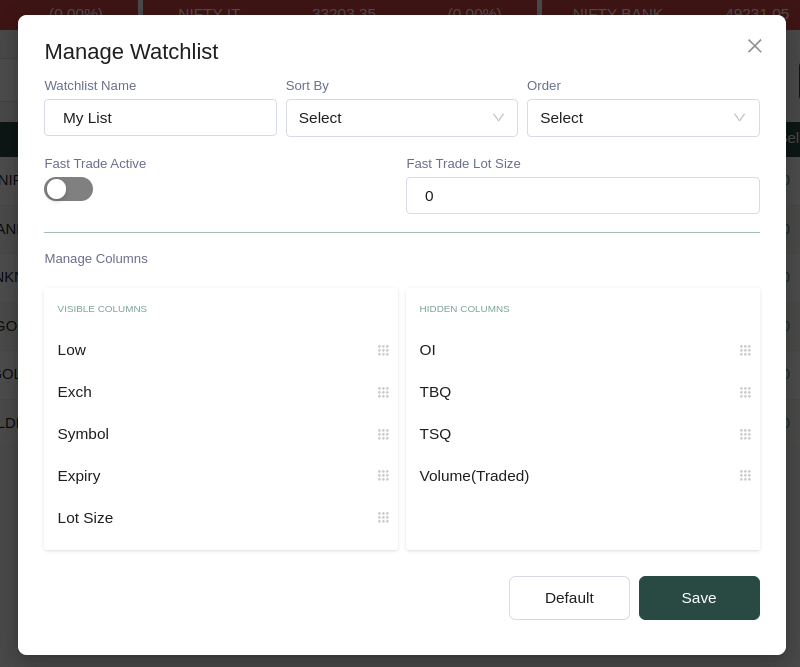 (0.00%) NIFTY IT 33203.35 (0.00%) NIFTY BANK 49231.05
Manage Watchlist
Watchlist Name Sort By Order
My List Select Select
Fast Trade Active Fast Trade Lot Size
0
Manage Columns
VISIBLE COLUMNS HIDDEN COLUMNS
Low OI
Exch TBQ
Symbol TSQ
Expiry Volume(Traded)
Lot Size
Default Save